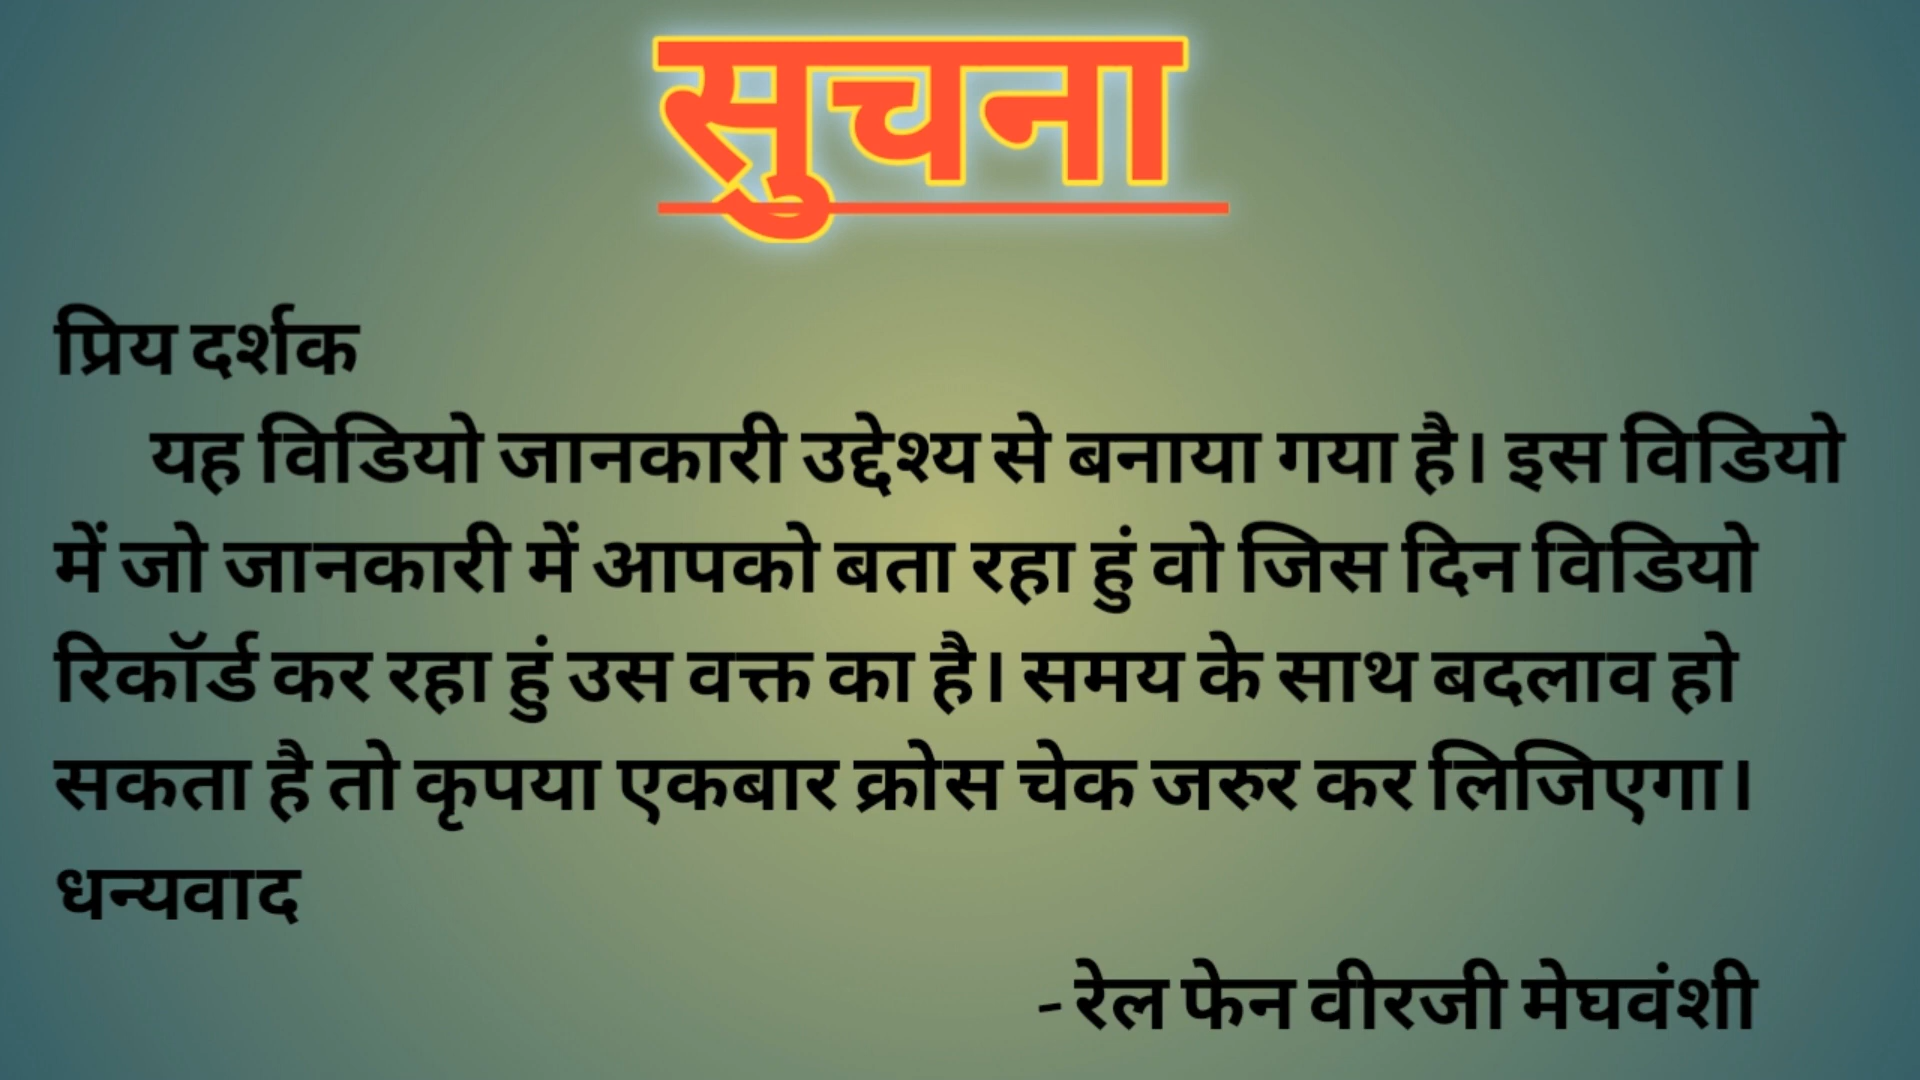 सुचना
प्रिय दर्शक
यह विडियो जानकारी उद्देश्य से बनाया गया है। इस विडियो
में जो जानकारी में आपको बता रहा हुं वो जिस दिन विडियो
रिकॉर्ड कर रहा हुं उस वक्त का है। समय के साथ बदलाव हो
सकता है तो कृपया एकबार क्रोस चेक जरुर कर लिजिएगा।
धन्यवाद
- रेल फेन वीरजी मेघवंशी